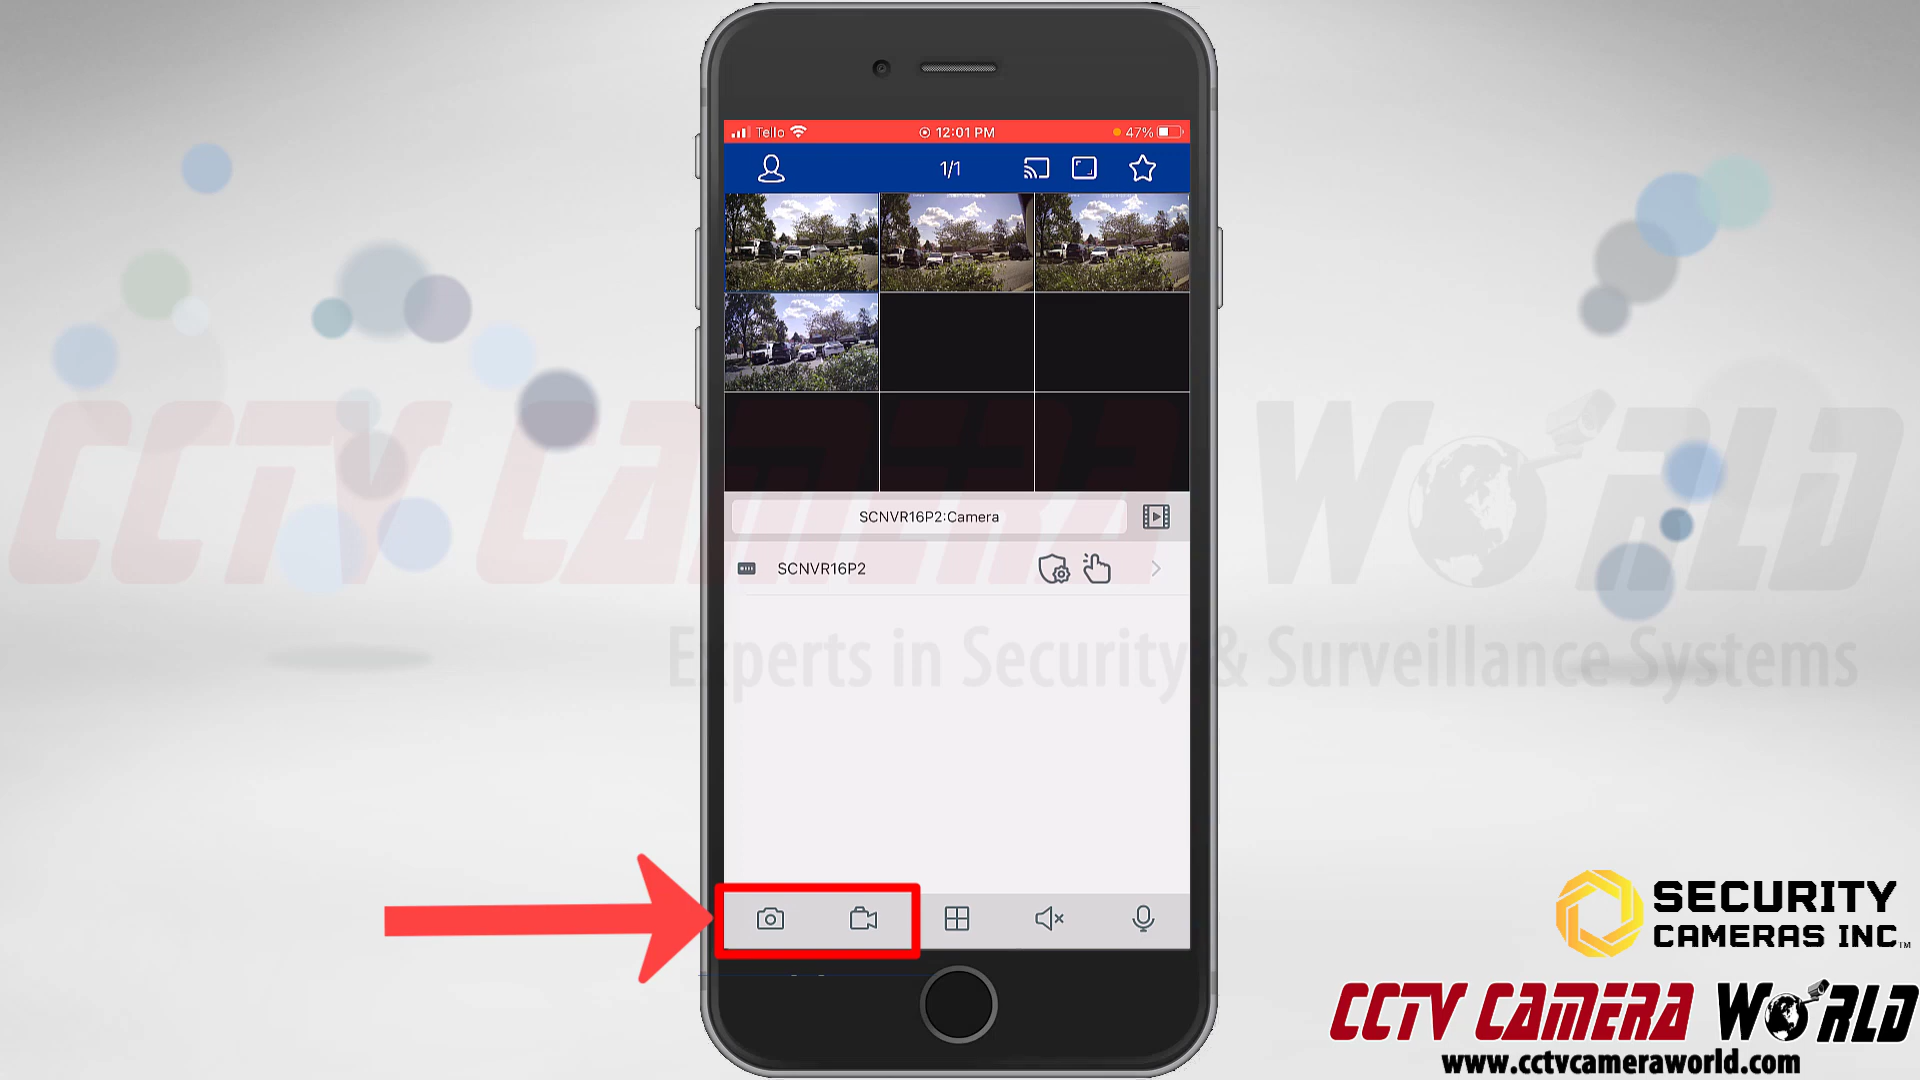 Tello 12:01 PM 47%
1/1
SCNVR16P2:Camera
SCNVR16P2
CCTV CAMERA WORLD
Experts in Security & Surveillance Systems
SECURITY
CAMERAS INC.™
CCTV CAMERA WORLD
www.cctvcameraworld.com